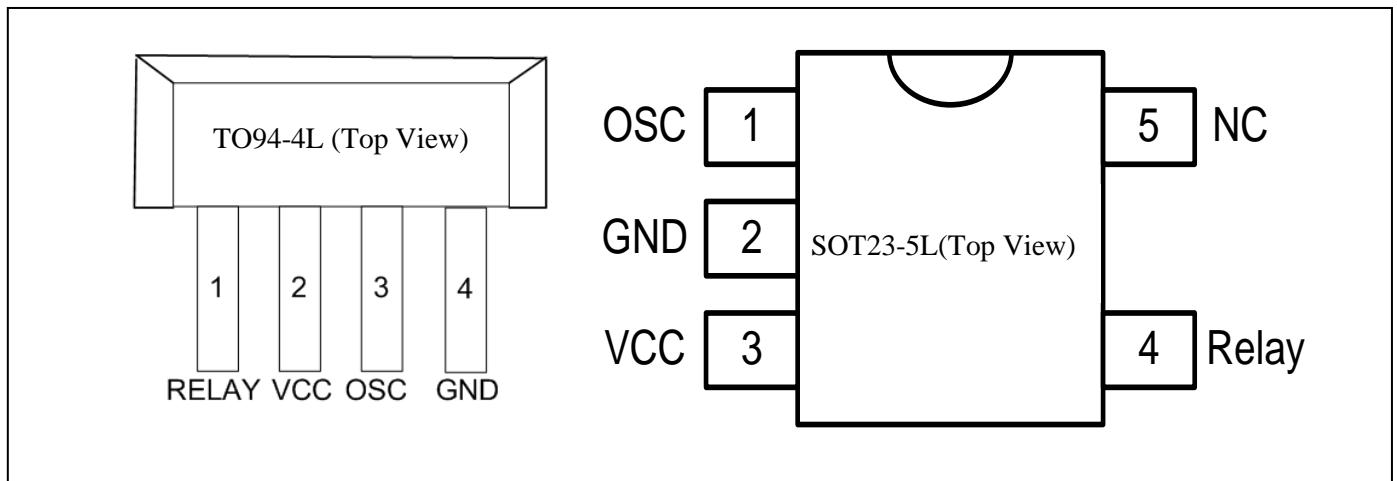 TO94-4L (Top View)
1 2 3 4
RELAY VCC OSC GND
OSC 1 5 NC
GND 2 SOT23-5L(Top View)
VCC 3 4 Relay